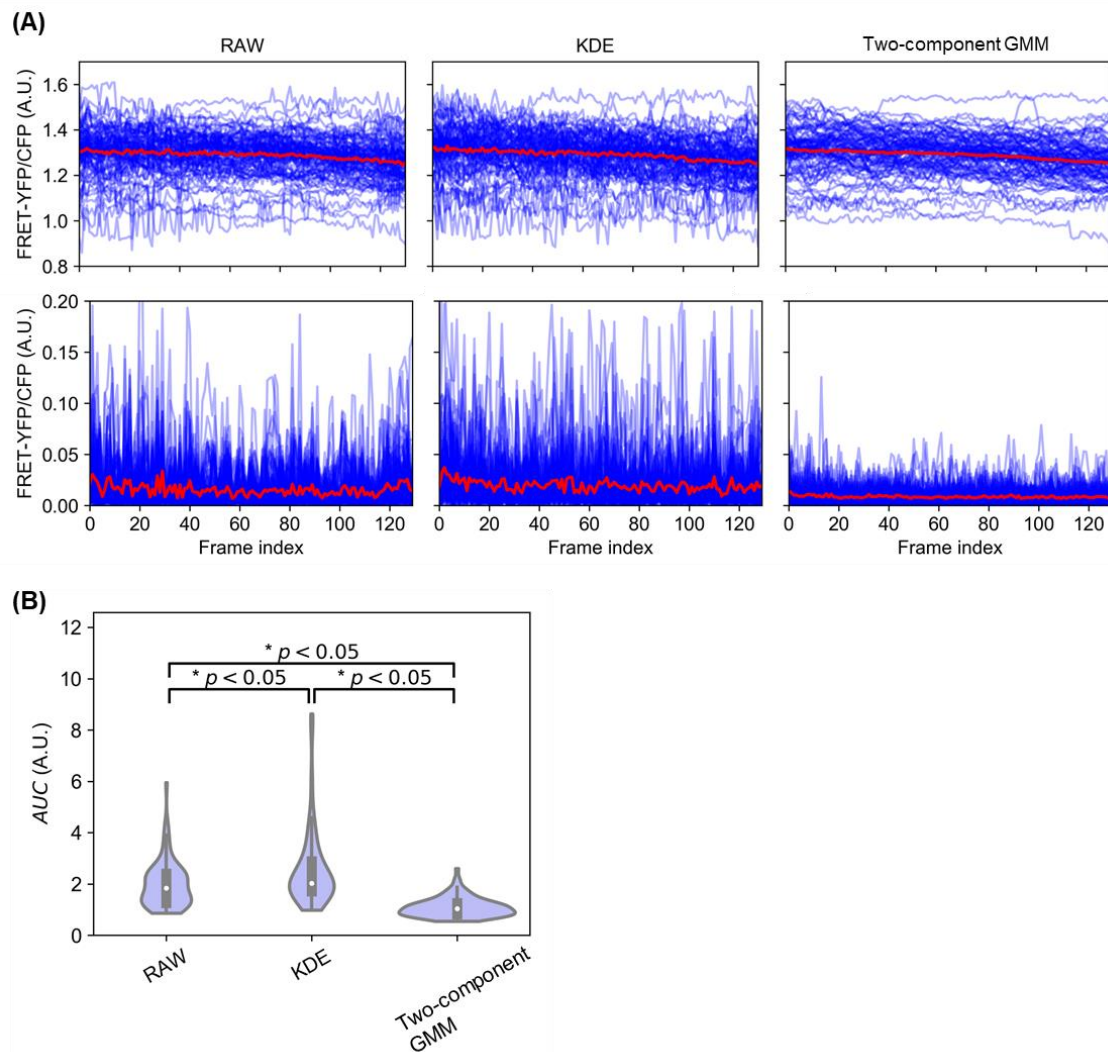 (A)
RAW
KDE
Two-component GMM
FRET-YFP/CFP (A.U.)
1.6
1.4
1.2
1.0
0.8
FRET-YFP/CFP (A.U.)
0.20
0.15
0.10
0.05
0.00
0 20 40 60 80 100 120
0 20 40 60 80 100 120
0 20 40 60 80 100 120
Frame index
Frame index
Frame index
(B)
AUC (A.U.)
12
10
8
6
4
2
0
* p < 0.05
* p < 0.05
* p < 0.05
RAW
KDE
Two-component
GMM